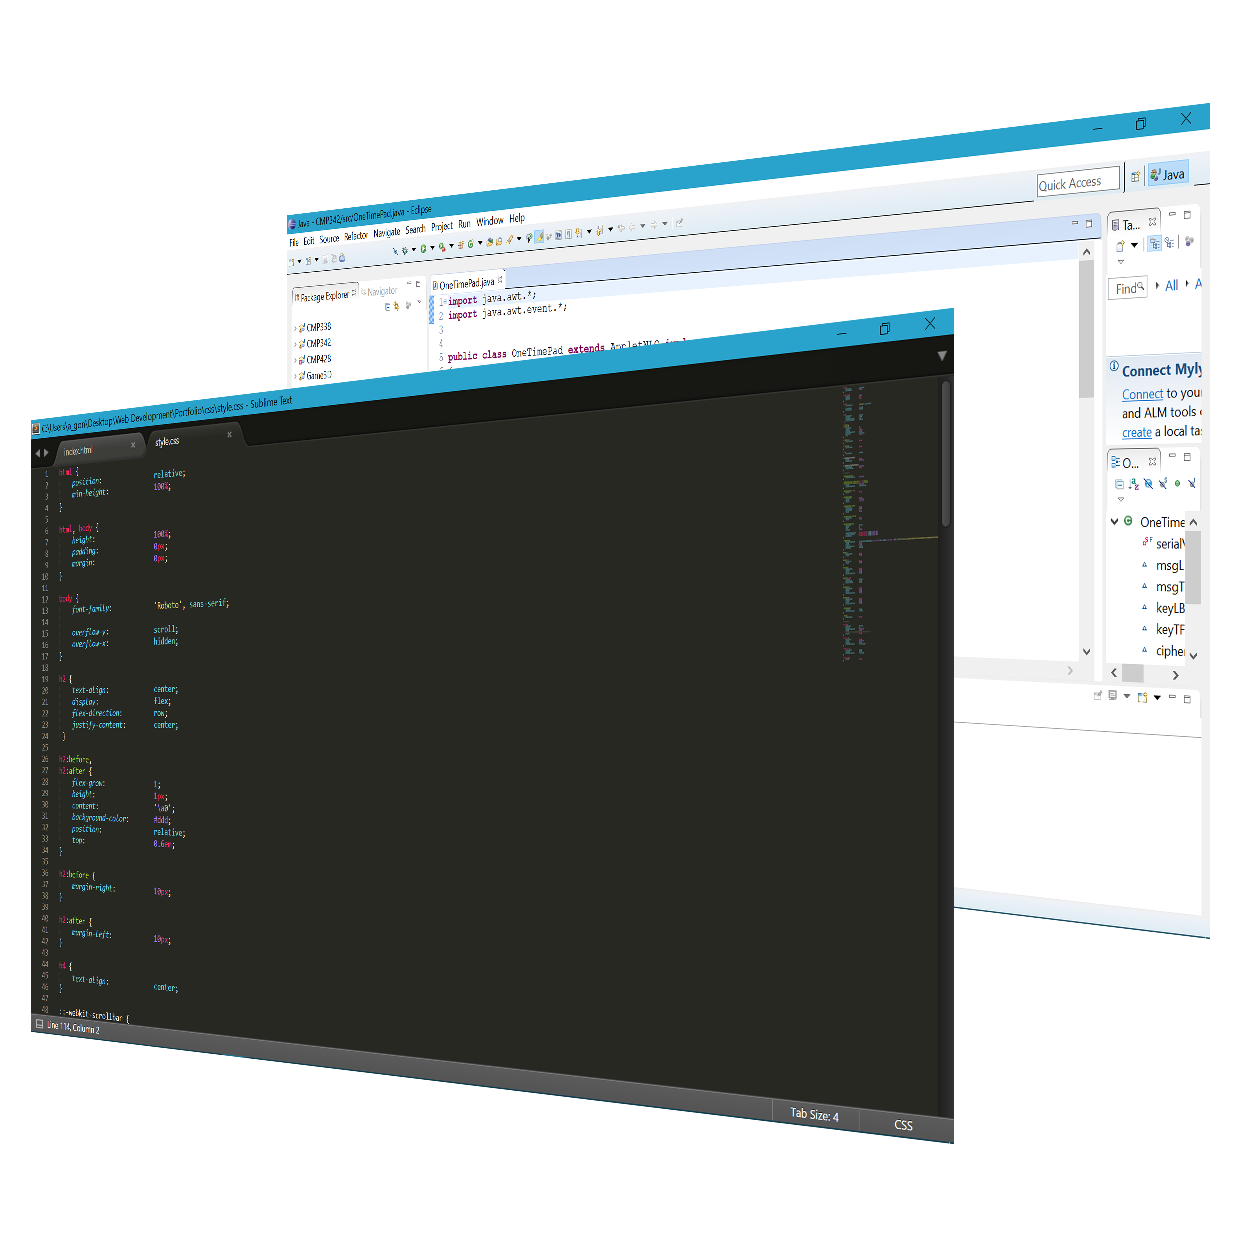 Java - CMP342/src/OneTimePad.java - Eclipse
File Edit Source Refactor Navigate Search Project Run Window Help
Quick Access
Java
Package Explorer
Navigator
CMP338
CMP342
CMP428
OneTimePad.java
1 import java.awt.*;
2 import java.awt.event.*;
3
4
5 public class OneTimePad extends
Ta...
Find
All
Connect Myly
Connect to your
and ALM tools
create a local tas
O...
OneTime
serialV
msgL
msgT
keyLB
keyTF
cipher
C:\Users\a_gori\Desktop\Web Development\Portfolio\css\style.css - Sublime Text
index.html
style.css
1 html {
2 position: relative;
3 min-height: 100%;
4 }
5
6 html, body {
7 height: 100%;
8 padding: 0px;
9 margin: 0px;
10 }
11
12 body {
13 font-family: 'Roboto', sans-serif;
14
15 overflow-y: scroll;
16 overflow-x: hidden;
17 }
18
19 h2 {
20 text-align: center;
21 display: flex;
22 flex-direction: row;
23 justify-content: center;
24 }
25
26 h2:before,
27 h2:after {
28 flex-grow: 1;
29 height: 1px;
30 content: '\a0';
31 background-color: #ddd;
32 position: relative;
33 top: 0.6em;
34 }
35
36 h2:before {
37 margin-right: 10px;
38 }
39
40 h2:after {
41 margin-left: 10px;
42 }
43
44 h4 {
45 text-align: center;
46 }
47
48 ::-webkit-scrollbar {
Line 114, Column 2
Tab Size: 4
CSS